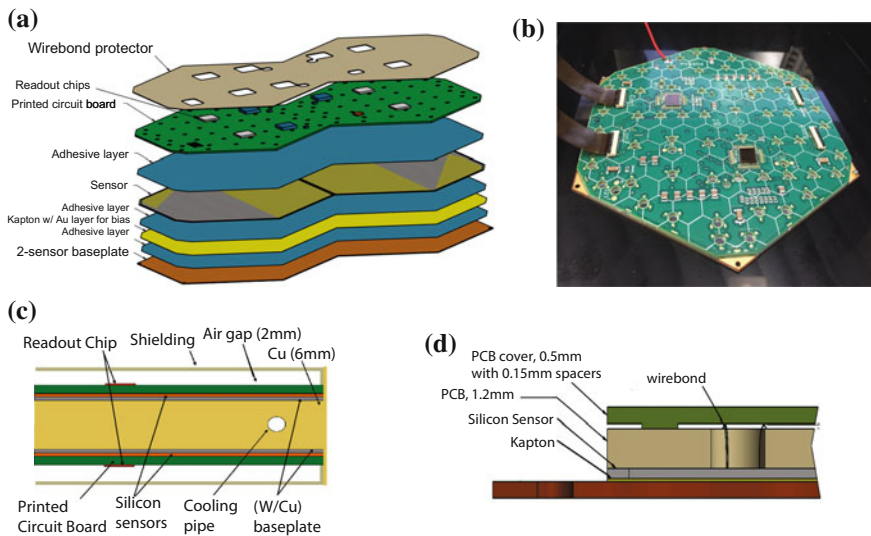 (a)
Wirebond protector
Readout chips
Printed circuit board
Adhesive layer
Sensor
Adhesive layer
Kapton w/ Au layer for bias
Adhesive layer
2-sensor baseplate
(b)
(c)
Readout Chip
Shielding
Air gap (2mm)
Cu (6mm)
Printed
Circuit Board
Silicon
sensors
Cooling
pipe
(W/Cu)
baseplate
(d)
PCB cover, 0.5mm
with 0.15mm spacers
PCB, 1.2mm
Silicon Sensor
Kapton
wirebond